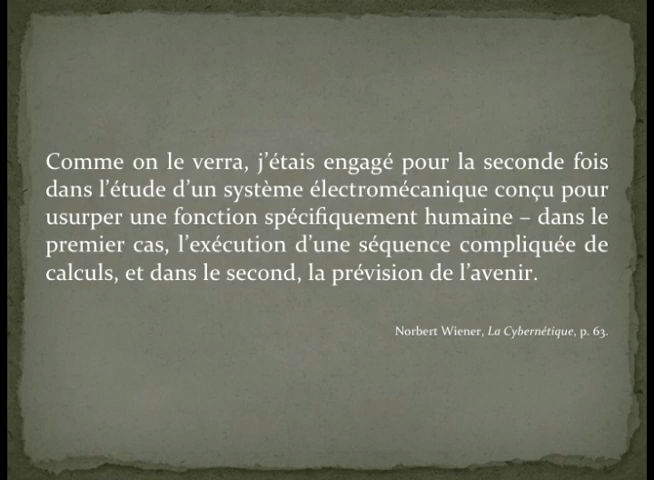 Comme on le verra, j’étais engagé pour la seconde fois
dans l’étude d’un système électromécanique conçu pour
usurper une fonction spécifiquement humaine – dans le
premier cas, l’exécution d’une séquence compliquée de
calculs, et dans le second, la prévision de l’avenir.
Norbert Wiener, La Cybernétique, p. 63.